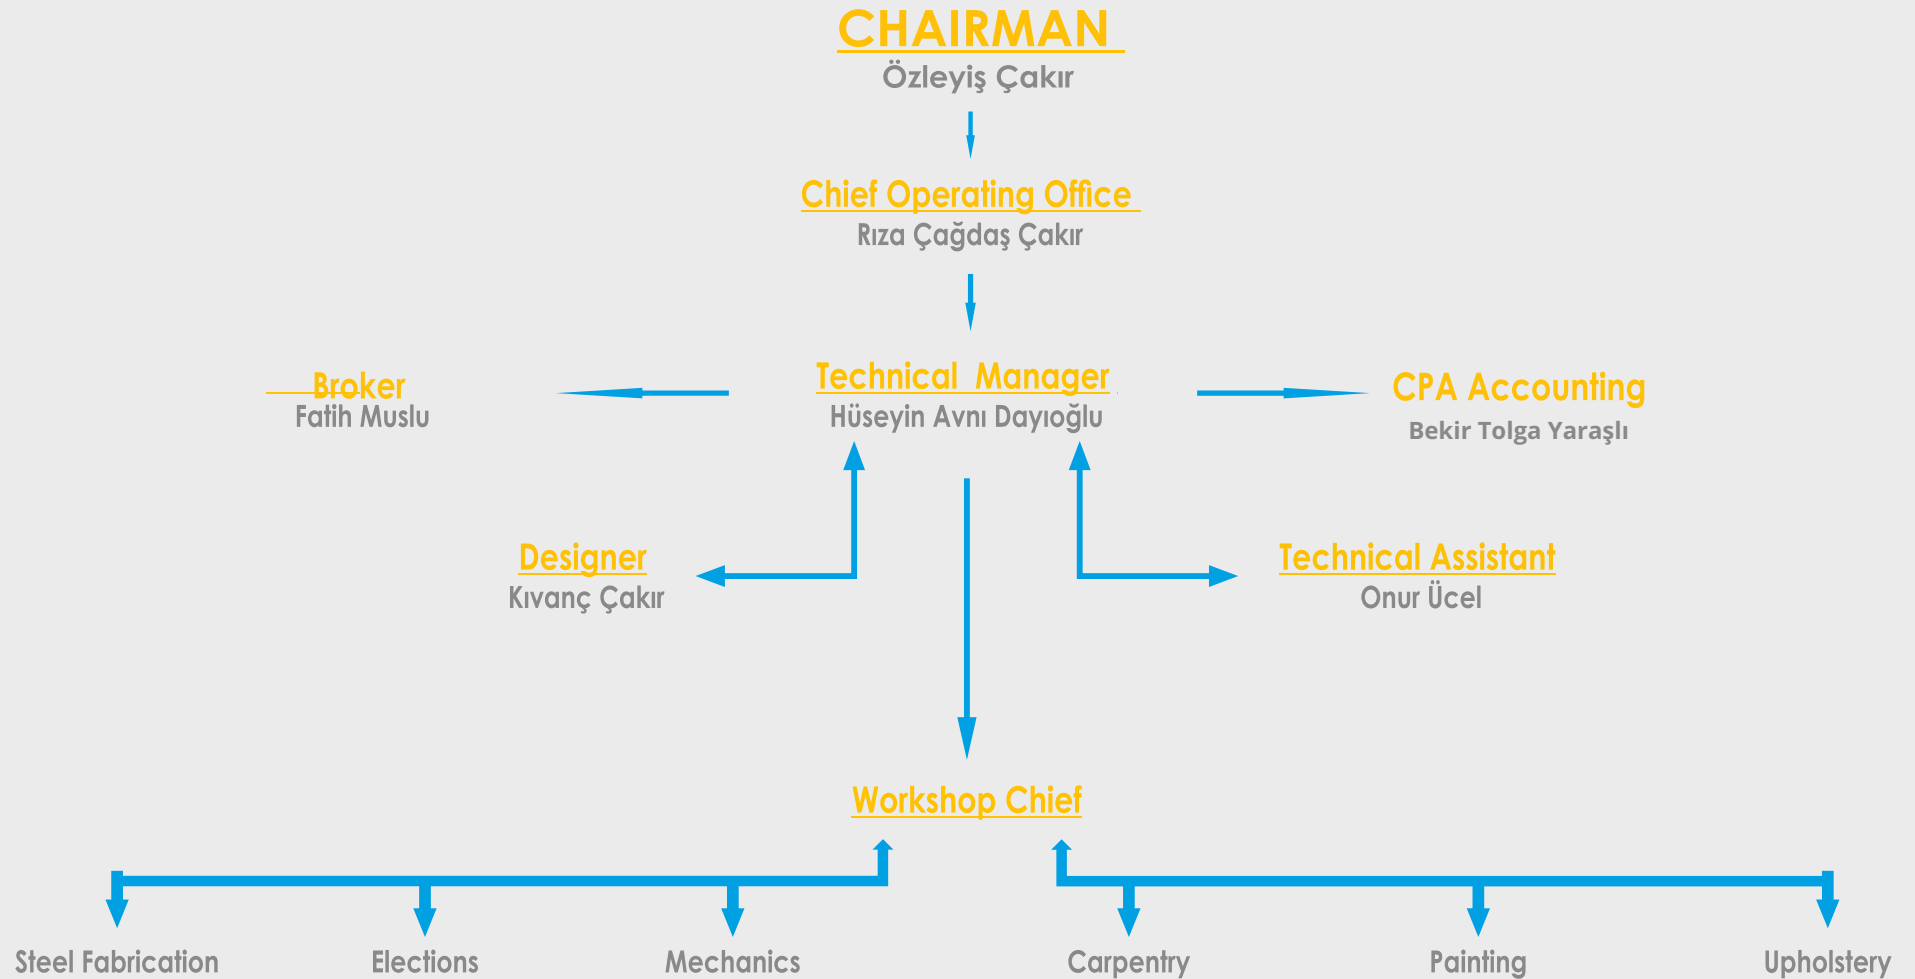 CHAIRMAN
Özleyiş Çakır
Chief Operating Office
Rıza Çağdaş Çakır
Broker
Fatih Muslu
Technical Manager
Hüseyin Avnı Dayıoğlu
CPA Accounting
Bekir Tolga Yaraşlı
Designer
Kıvanç Çakır
Technical Assistant
Onur Ücel
Workshop Chief
Steel Fabrication
Elections
Mechanics
Carpentry
Painting
Upholstery